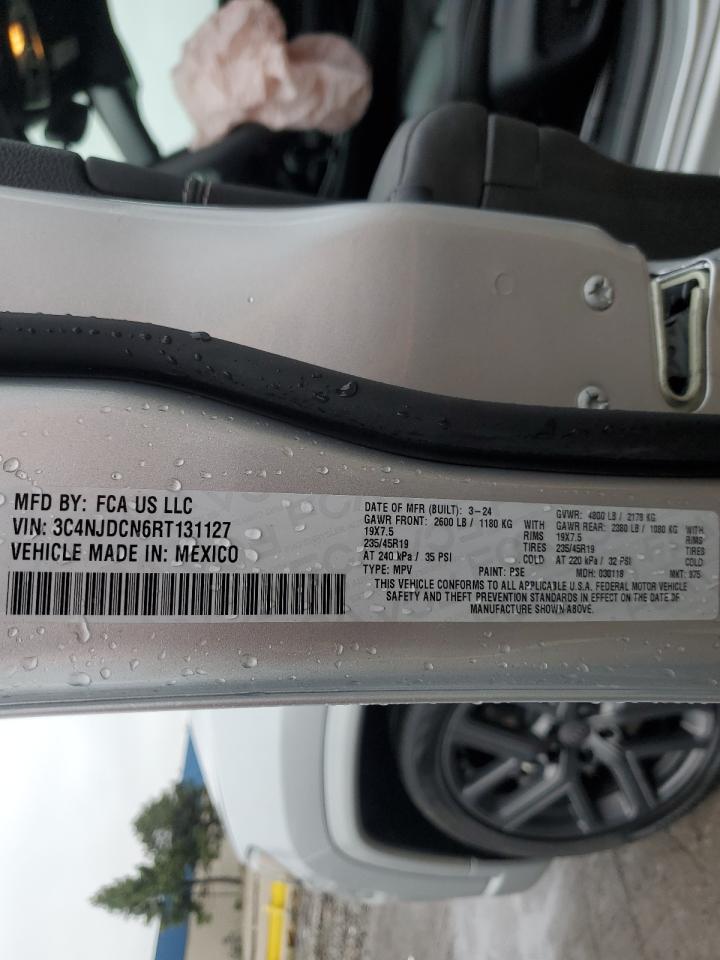 MFD BY: FCA US LLC
VIN: 3C4NJDCN6RT131127
VEHICLE MADE IN: MEXICO
DATE OF MFR (BUILT): 3-24 GVWR: 4800 LB / 2178 KG
GAWR FRONT: 2600 LB / 1180 KG WITH GAWR REAR: 2380 LB / 1080 KG WITH
19X7.5 RIMS 19X7.5 RIMS
235/45R19 TIRES 235/45R19 TIRES
AT 240 kPa / 35 PSI COLD AT 220 kPa / 32 PSI COLD
TYPE: MPV PAINT: PSE MDH: 030118 MKT: 975
THIS VEHICLE CONFORMS TO ALL APPLICABLE U.S.A. FEDERAL MOTOR VEHICLE
SAFETY AND THEFT PREVENTION STANDARDS IN EFFECT ON THE DATE OF
MANUFACTURE SHOWN ABOVE.